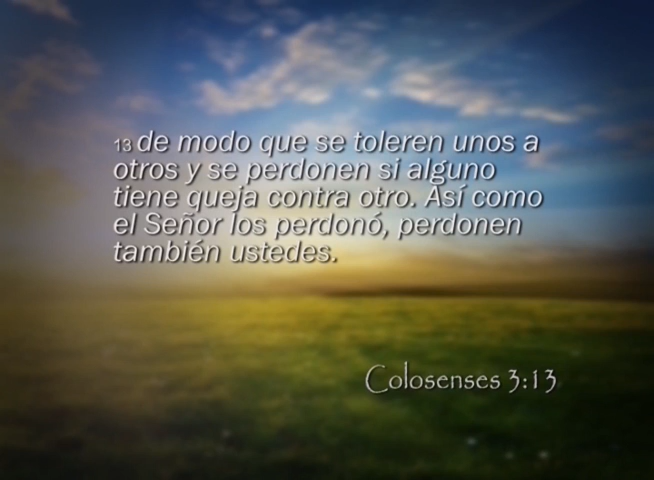 13 de modo que se toleren unos a
otros y se perdonen si alguno
tiene queja contra otro. Así como
el Señor los perdonó, perdonen
también ustedes.
Colosenses 3:13